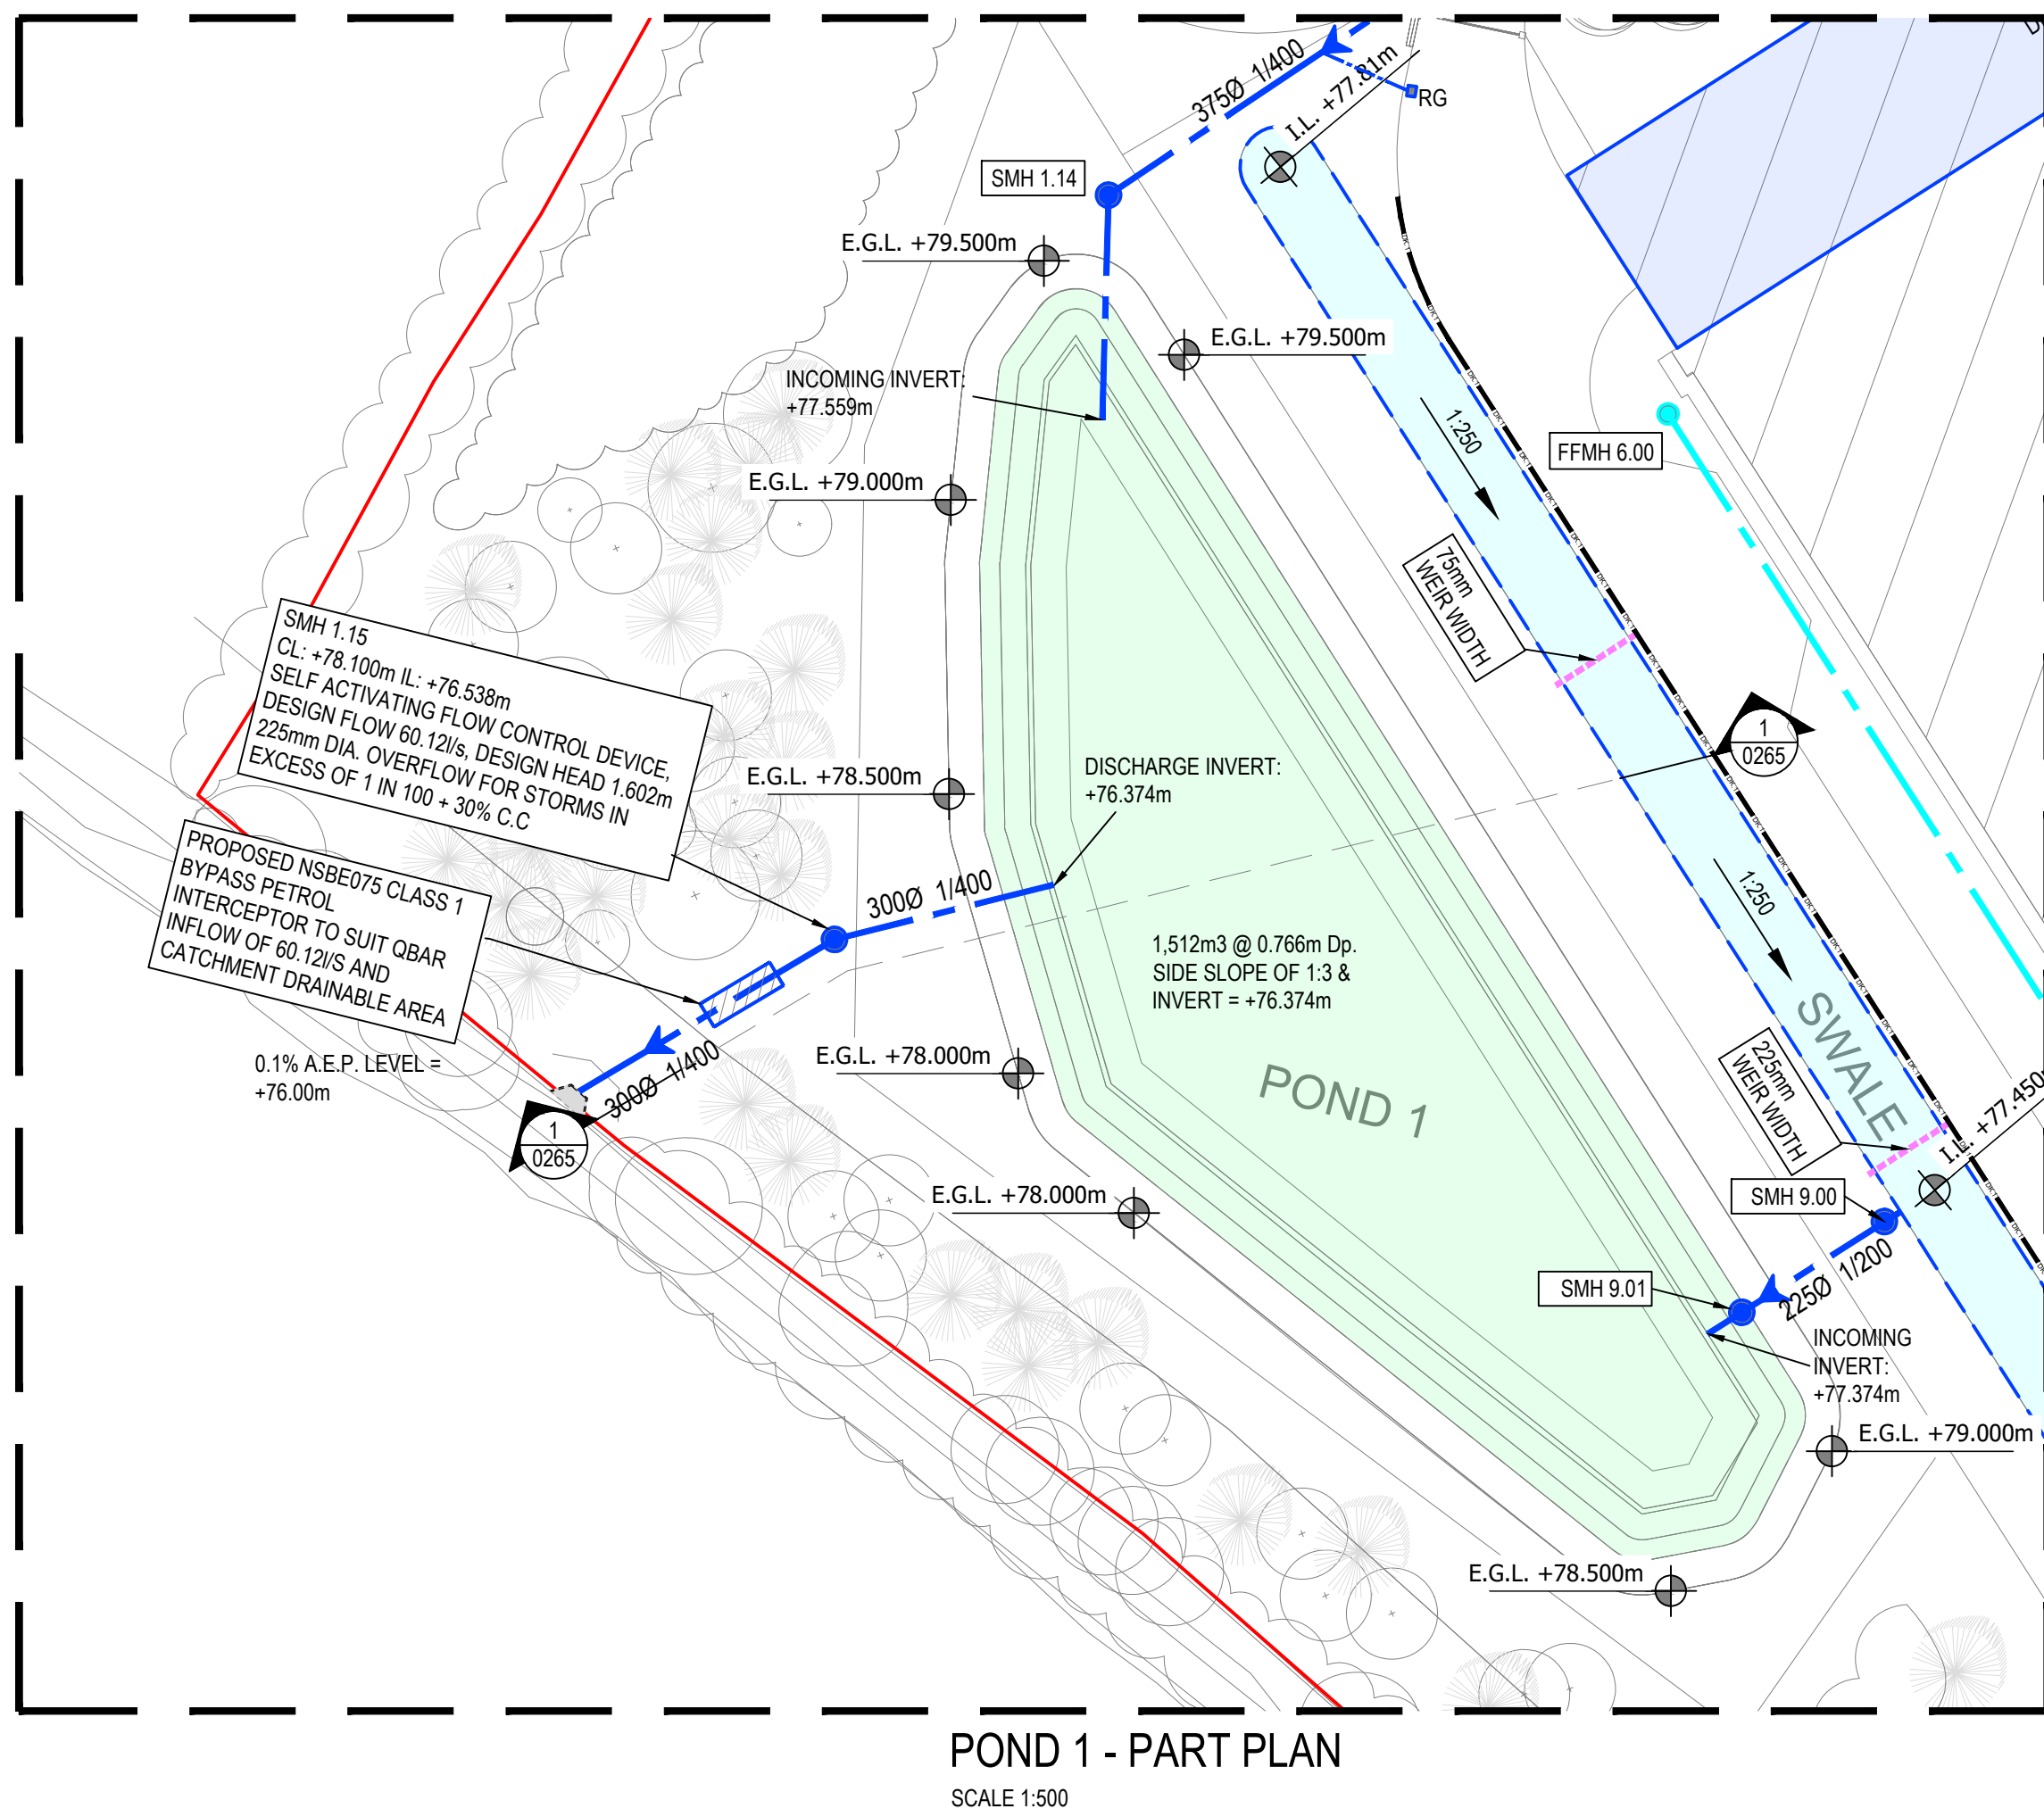 375Ø 1/400
I.L. +77.81m
RG
SMH 1.14
E.G.L. +79.500m
E.G.L. +79.500m
INCOMING INVERT:
+77.559m
1:250
FFMH 6.00
E.G.L. +79.000m
75mm
WEIR WIDTH
SMH 1.15
CL: +78.100m IL: +76.538m
SELF ACTIVATING FLOW CONTROL DEVICE,
DESIGN FLOW 60.12l/s, DESIGN HEAD 1.602m
225mm DIA. OVERFLOW FOR STORMS IN
EXCESS OF 1 IN 100 + 30% C.C
1
0265
E.G.L. +78.500m
DISCHARGE INVERT:
+76.374m
PROPOSED NSBE075 CLASS 1
BYPASS PETROL
INTERCEPTOR TO SUIT QBAR
INFLOW OF 60.12l/S AND
CATCHMENT DRAINABLE AREA
300Ø 1/400
1:250
1,512m3 @ 0.766m Dp.
SIDE SLOPE OF 1:3 &
INVERT = +76.374m
SWALE
0.1% A.E.P. LEVEL =
+76.00m
300Ø 1/400
E.G.L. +78.000m
POND 1
225mm
WEIR WIDTH
1
0265
E.G.L. +78.000m
SMH 9.00
SMH 9.01
225Ø 1/200
INCOMING
INVERT:
+77.374m
E.G.L. +79.000m
E.G.L. +78.500m
POND 1 - PART PLAN
SCALE 1:500